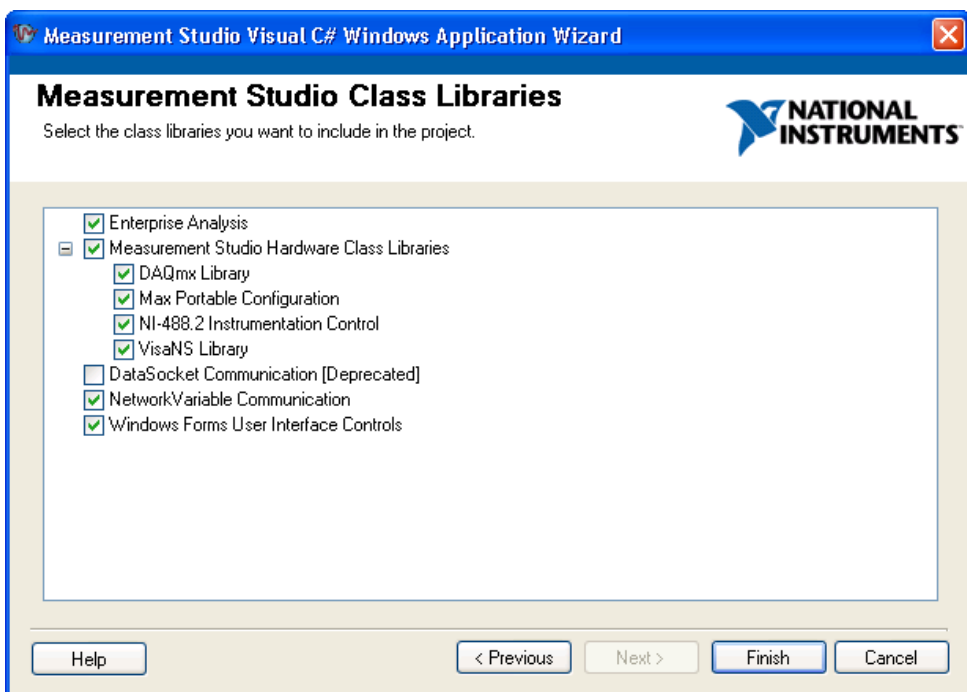 Measurement Studio Visual C# Windows Application Wizard
Measurement Studio Class Libraries
Select the class libraries you want to include in the project.
NATIONAL
INSTRUMENTS
Enterprise Analysis
Measurement Studio Hardware Class Libraries
DAQmx Library
Max Portable Configuration
NI-488.2 Instrumentation Control
VisaNS Library
DataSocket Communication [Deprecated]
NetworkVariable Communication
Windows Forms User Interface Controls
Help
< Previous
Next >
Finish
Cancel